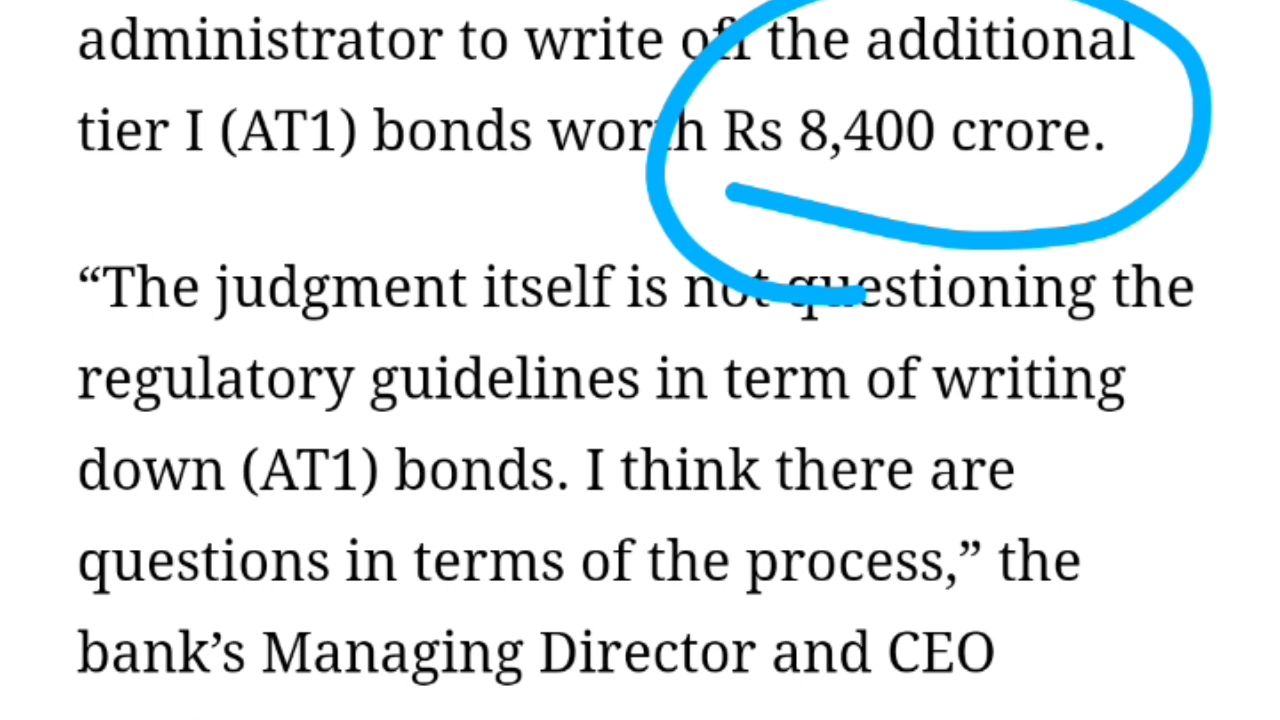 administrator to write off the additional
tier I (AT1) bonds worth Rs 8,400 crore.
“The judgment itself is not questioning the
regulatory guidelines in term of writing
down (AT1) bonds. I think there are
questions in terms of the process,” the
bank’s Managing Director and CEO